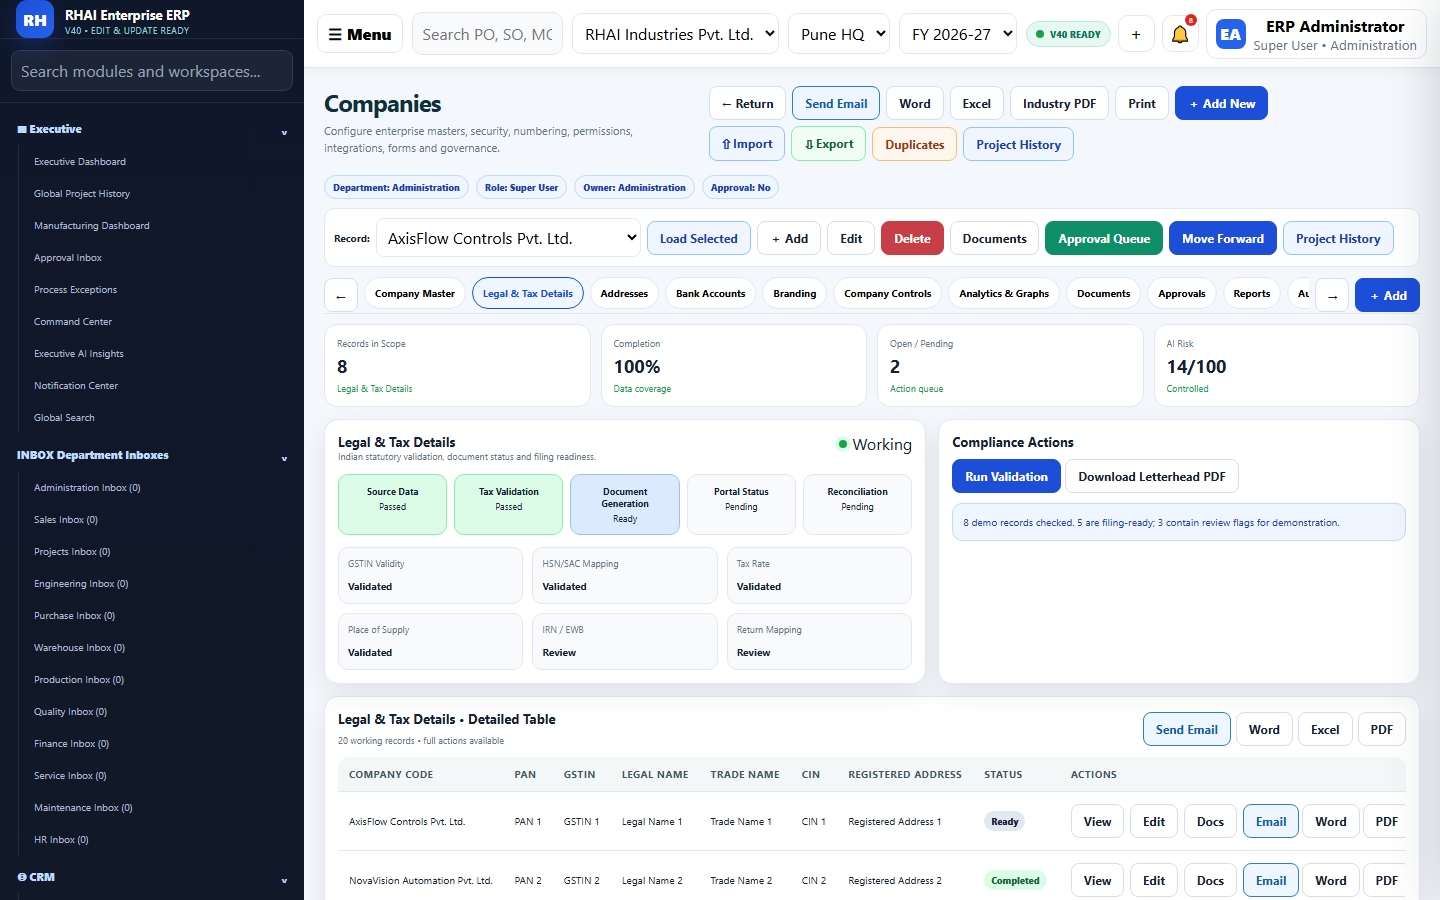 RH
RHAI Enterprise ERP
V40 • EDIT & UPDATE READY
Search modules and workspaces...
Executive
Executive Dashboard
Global Project History
Manufacturing Dashboard
Approval Inbox
Process Exceptions
Command Center
Executive AI Insights
Notification Center
Global Search
INBOX Department Inboxes
Administration Inbox (0)
Sales Inbox (0)
Projects Inbox (0)
Engineering Inbox (0)
Purchase Inbox (0)
Warehouse Inbox (0)
Production Inbox (0)
Quality Inbox (0)
Finance Inbox (0)
Service Inbox (0)
Maintenance Inbox (0)
HR Inbox (0)
CRM
☰ Menu
Search PO, SO, MC
RHAI Industries Pvt. Ltd.
Pune HQ
FY 2026-27
V40 READY
+
8
EA
ERP Administrator
Super User • Administration
Companies
Configure enterprise masters, security, numbering, permissions,
integrations, forms and governance.
← Return
Send Email
Word
Excel
Industry PDF
Print
+ Add New
⇧ Import
⇩ Export
Duplicates
Project History
Department: Administration
Role: Super User
Owner: Administration
Approval: No
Record:
AxisFlow Controls Pvt. Ltd.
Load Selected
+ Add
Edit
Delete
Documents
Approval Queue
Move Forward
Project History
←
Company Master
Legal & Tax Details
Addresses
Bank Accounts
Branding
Company Controls
Analytics & Graphs
Documents
Approvals
Reports
Au
→
+ Add
Records in Scope
8
Legal & Tax Details
Completion
100%
Data coverage
Open / Pending
2
Action queue
AI Risk
14/100
Controlled
Legal & Tax Details
Indian statutory validation, document status and filing readiness.
Working
Source Data
Passed
Tax Validation
Passed
Document
Generation
Ready
Portal Status
Pending
Reconciliation
Pending
GSTIN Validity
Validated
HSN/SAC Mapping
Validated
Tax Rate
Validated
Place of Supply
Validated
IRN / EWB
Review
Return Mapping
Review
Compliance Actions
Run Validation
Download Letterhead PDF
8 demo records checked. 5 are filing-ready; 3 contain review flags for demonstration.
Legal & Tax Details • Detailed Table
20 working records • full actions available
Send Email
Word
Excel
PDF
COMPANY CODE PAN GSTIN LEGAL NAME TRADE NAME CIN REGISTERED ADDRESS STATUS ACTIONS
AxisFlow Controls Pvt. Ltd. PAN 1 GSTIN 1 Legal Name 1 Trade Name 1 CIN 1 Registered Address 1 Ready View Edit Docs Email Word PDF
NovaVision Automation Pvt. Ltd. PAN 2 GSTIN 2 Legal Name 2 Trade Name 2 CIN 2 Registered Address 2 Completed View Edit Docs Email Word PDF